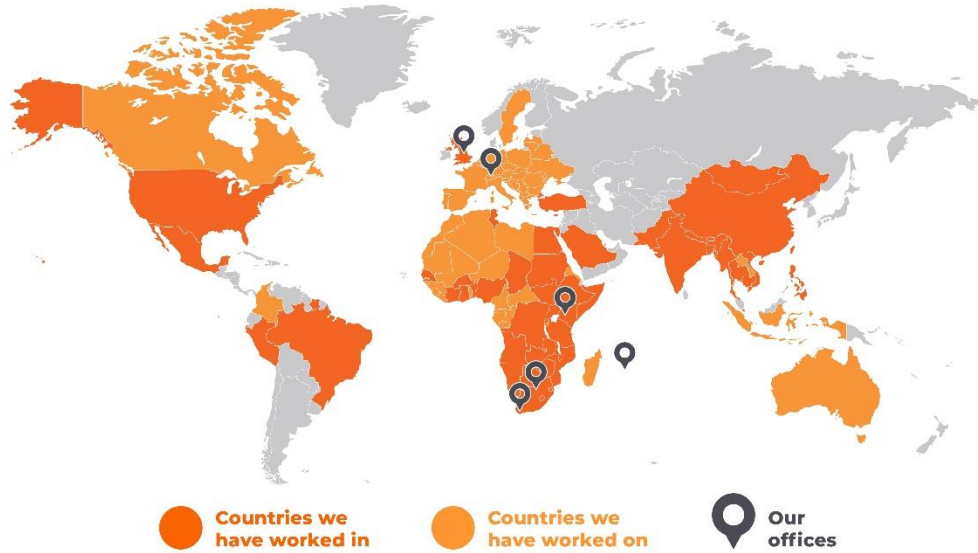 Countries we
have worked in
Countries we
have worked on
Our
offices